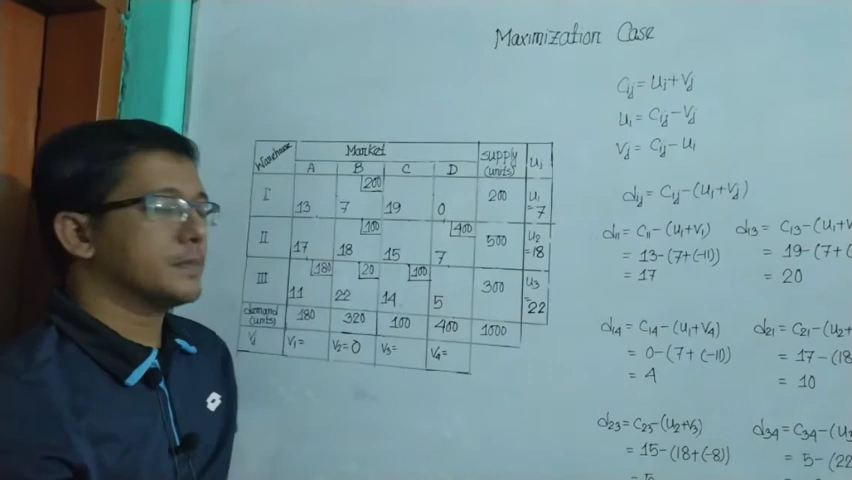 Maximization Case
Cij = Ui + Vj
Ui = Cij - Vj
Vj = Cij - Ui
dij = Cij - (Ui + Vj)
Warehouse Market supply (units) Ui
A B C D
I 13 7 200 19 0 200 U1 = 7
II 17 18 100 15 7 400 500 U2 = 18
III 11 180 22 20 14 100 5 300 U3 = 22
demand (units) 180 320 100 400 1000
Vj V1= V2=0 V3= V4=
d11 = C11 - (U1 + V1)
= 13 - (7 + (-11))
= 17
d13 = C13 - (U1 + V
= 19 - (7 + (
= 20
d14 = C14 - (U1 + V4)
= 0 - (7 + (-11))
= 4
d21 = C21 - (U2 +
= 17 - (18
= 10
d23 = C23 - (U2 + V3)
= 15 - (18 + (-8))
d34 = C34 - (U3
= 5 - (22